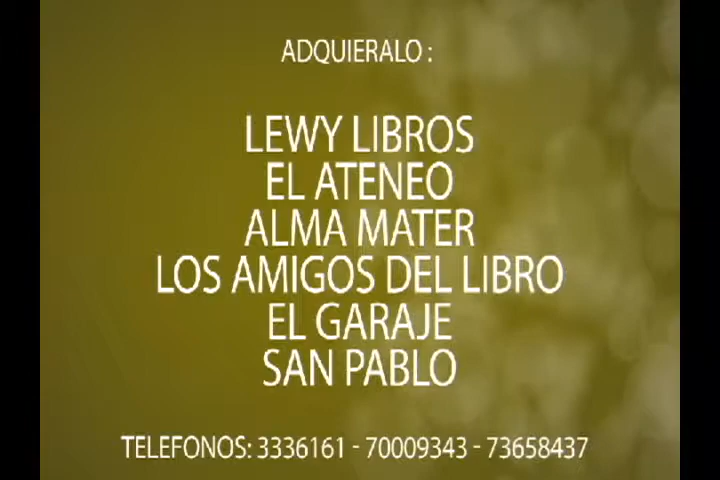 ADQUIERALO :
LEWY LIBROS
EL ATENEO
ALMA MATER
LOS AMIGOS DEL LIBRO
EL GARAJE
SAN PABLO
TELEFONOS: 3336161 - 70009343 - 73658437